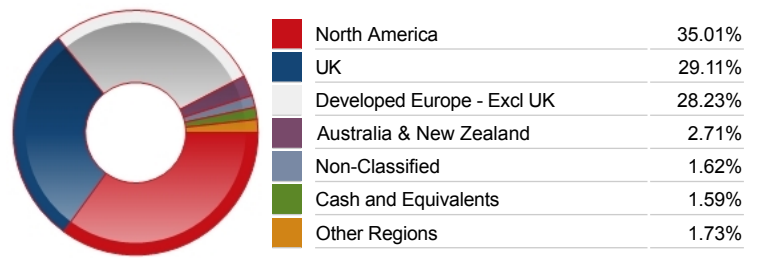 North America 35.01%
UK 29.11%
Developed Europe - Excl UK 28.23%
Australia & New Zealand 2.71%
Non-Classified 1.62%
Cash and Equivalents 1.59%
Other Regions 1.73%